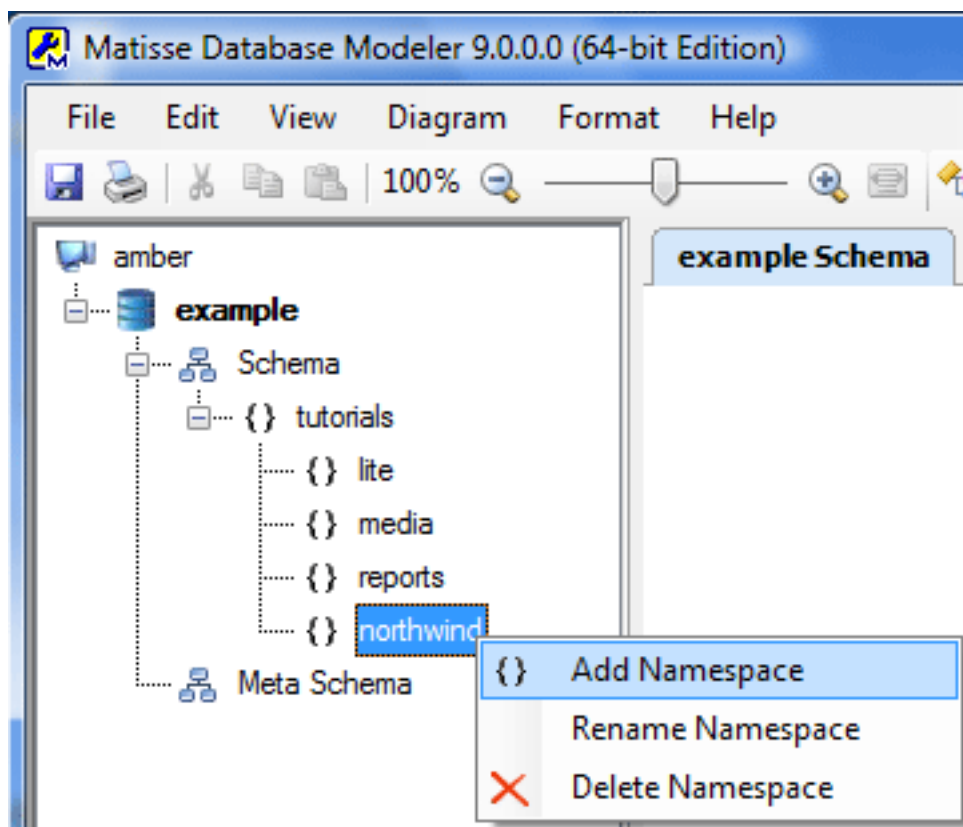 Matisse Database Modeler 9.0.0.0 (64-bit Edition)
File Edit View Diagram Format Help
100%
amber
example Schema
example
Schema
{} tutorials
{} lite
{} media
{} reports
{} northwind
Meta Schema
{} Add Namespace
Rename Namespace
Delete Namespace